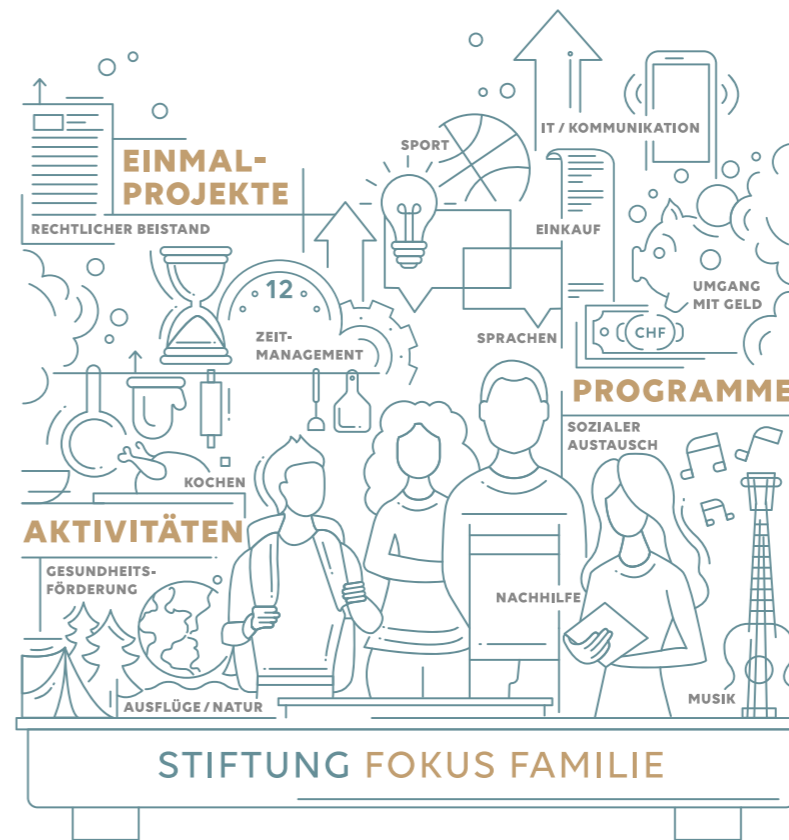 SPORT
IT / KOMMUNIKATION
EINMAL-
PROJEKTE
RECHTLICHER BEISTAND
EINKAUF
UMGANG
MIT GELD
12
ZEIT-
MANAGEMENT
SPRACHEN
CHF
PROGRAMME
SOZIALER
AUSTAUSCH
KOCHEN
AKTIVITÄTEN
GESUNDHEITS-
FÖRDERUNG
NACHHILFE
AUSFLÜGE / NATUR
MUSIK
STIFTUNG FOKUS FAMILIE